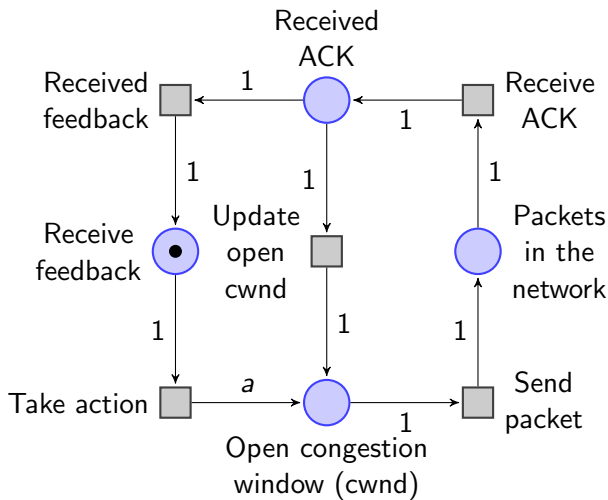 Received
ACK
Received
feedback
1
1
Receive
ACK
1
1
1
Receive
feedback
Update
open
cwnd
Packets
in the
network
1
1
1
Take action
a
1
Send
packet
Open congestion
window (cwnd)